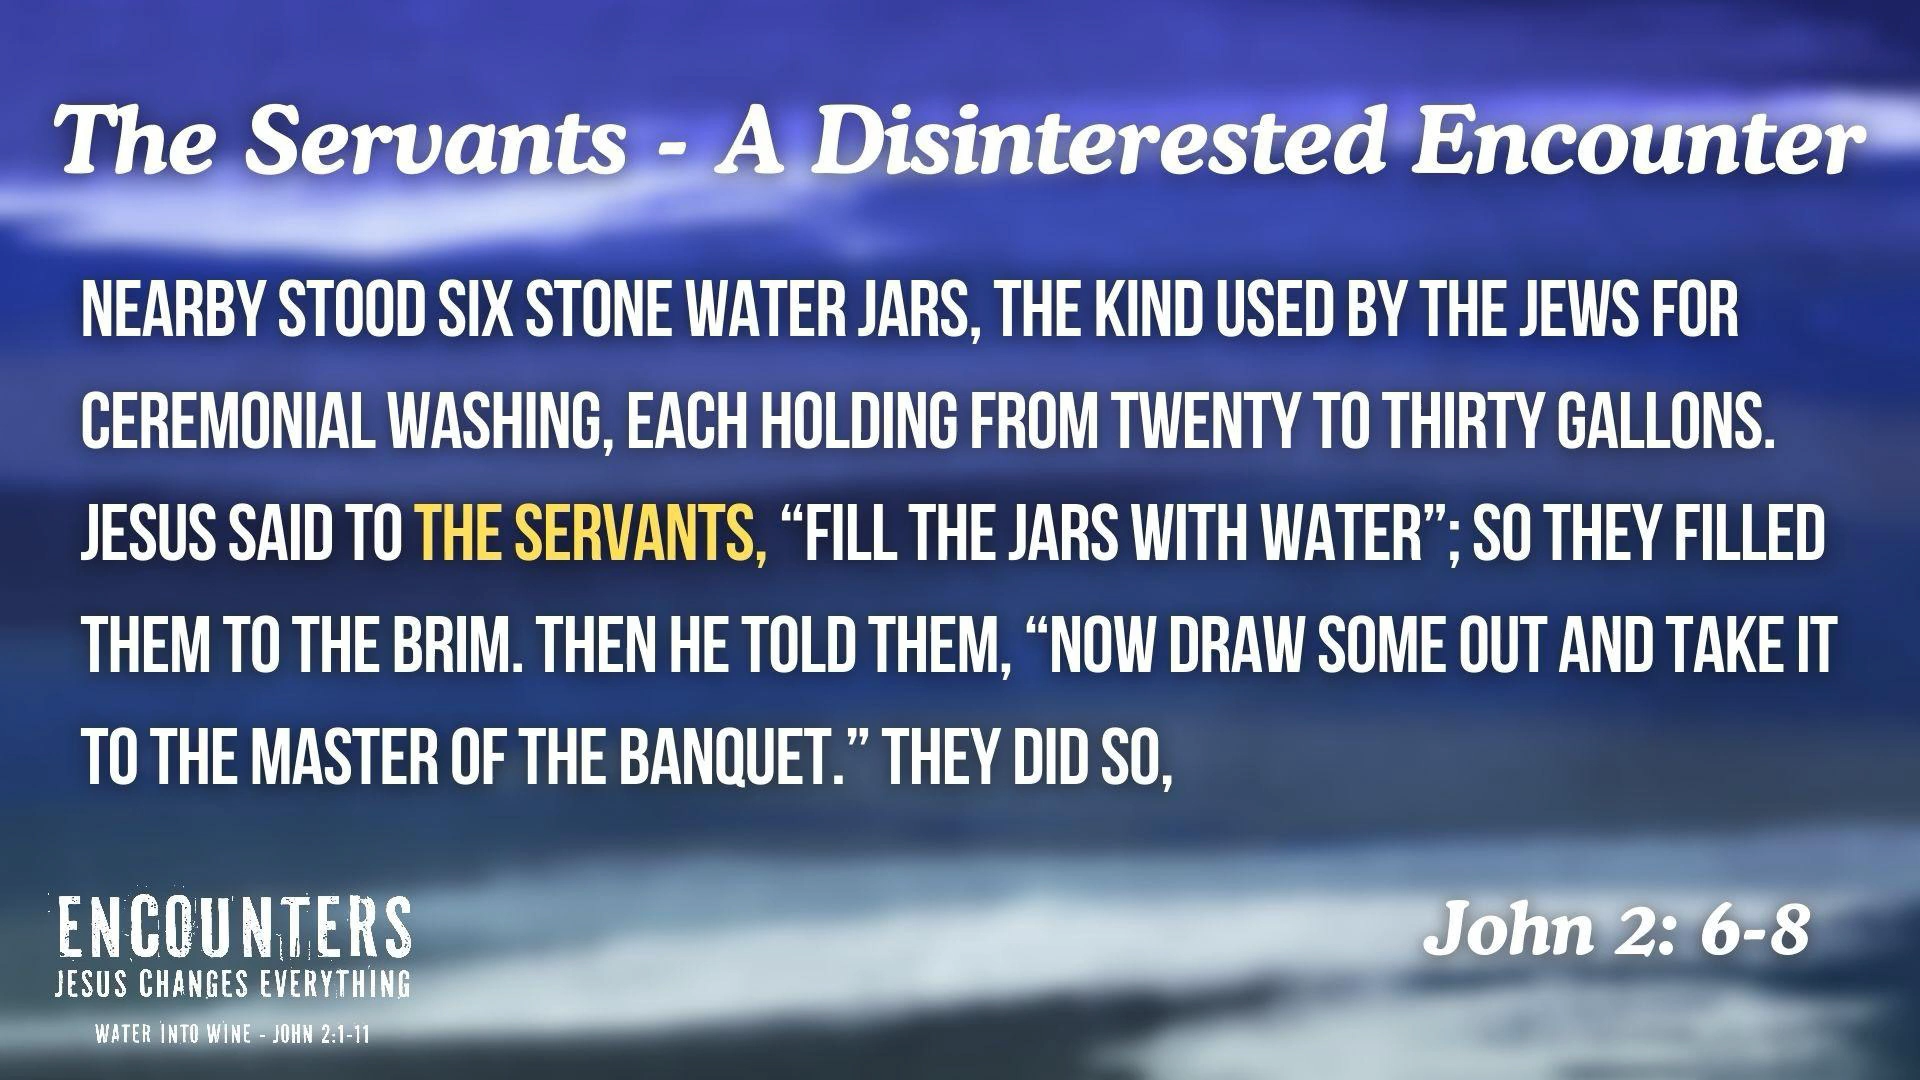 The Servants - A Disinterested Encounter
NEARBY STOOD SIX STONE WATER JARS, THE KIND USED BY THE JEWS FOR
CEREMONIAL WASHING, EACH HOLDING FROM TWENTY TO THIRTY GALLONS.
JESUS SAID TO THE SERVANTS, “FILL THE JARS WITH WATER”; SO THEY FILLED
THEM TO THE BRIM. THEN HE TOLD THEM, “NOW DRAW SOME OUT AND TAKE IT
TO THE MASTER OF THE BANQUET.” THEY DID SO,
ENCOUNTERS
JESUS CHANGES EVERYTHING
WATER INTO WINE - JOHN 2:1-11
John 2: 6-8